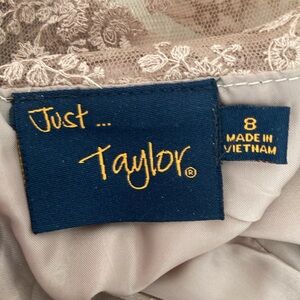 Just ...
Taylor®
8
MADE IN
VIETNAM